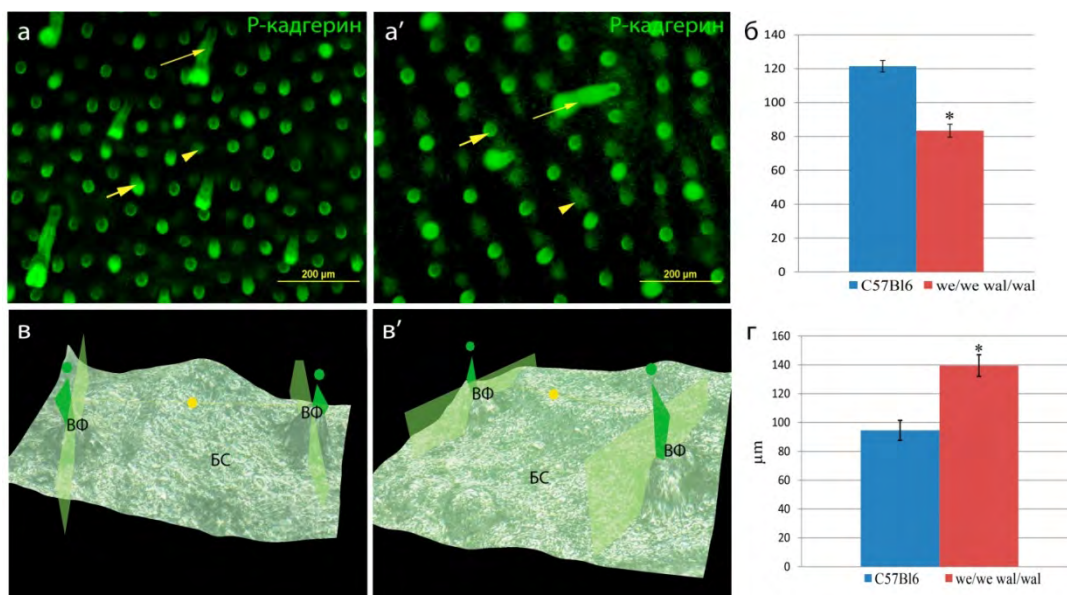 а
Р-кадгерин
200 µm
а'
Р-кадгерин
200 µm
б
140
120
100
80
60
40
20
0
*
C57Bl6
we/we wal/wal
в
ВФ
ВФ
БС
в'
ВФ
ВФ
БС
г
µm
160
140
120
100
80
60
40
20
0
*
C57Bl6
we/we wal/wal